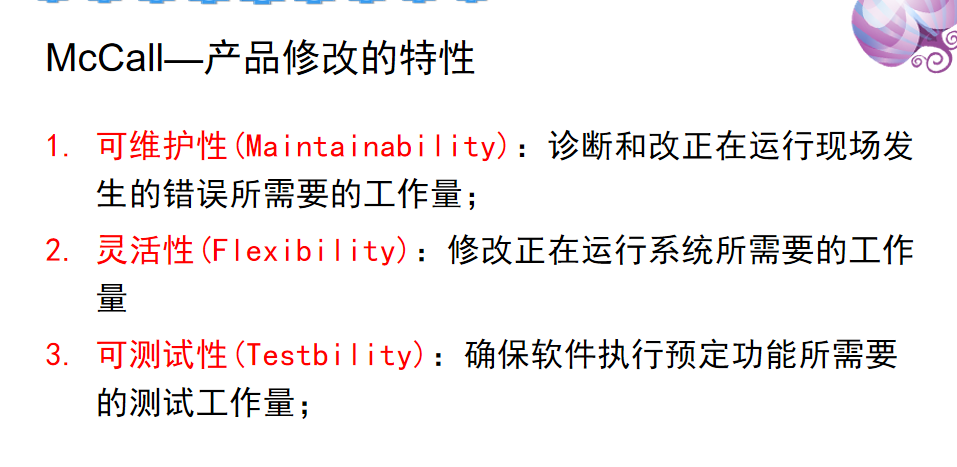 McCall—产品修改的特性
1. 可维护性(Maintainability)：诊断和改正在运行现场发
生的错误所需要的工作量；
2. 灵活性(Flexibility)：修改正在运行系统所需要的工作
量
3. 可测试性(Testbility)：确保软件执行预定功能所需要
的测试工作量；